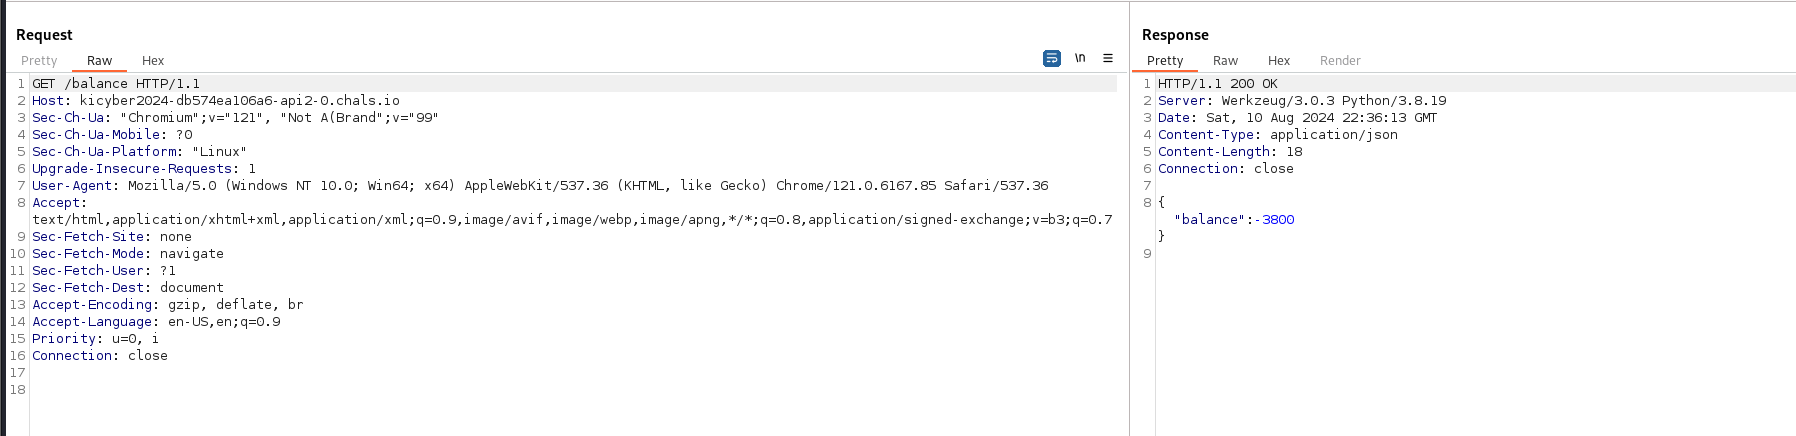 Request
Pretty Raw Hex
\n
1 GET /balance HTTP/1.1
2 Host: kicyber2024-db574ea106a6-api2-0.chals.io
3 Sec-Ch-Ua: "Chromium";v="121", "Not A(Brand";v="99"
4 Sec-Ch-Ua-Mobile: ?0
5 Sec-Ch-Ua-Platform: "Linux"
6 Upgrade-Insecure-Requests: 1
7 User-Agent: Mozilla/5.0 (Windows NT 10.0; Win64; x64) AppleWebKit/537.36 (KHTML, like Gecko) Chrome/121.0.6167.85 Safari/537.36
8 Accept:
text/html,application/xhtml+xml,application/xml;q=0.9,image/avif,image/webp,image/apng,*/*;q=0.8,application/signed-exchange;v=b3;q=0.7
9 Sec-Fetch-Site: none
10 Sec-Fetch-Mode: navigate
11 Sec-Fetch-User: ?1
12 Sec-Fetch-Dest: document
13 Accept-Encoding: gzip, deflate, br
14 Accept-Language: en-US,en;q=0.9
15 Priority: u=0, i
16 Connection: close
17
18
Response
Pretty Raw Hex Render
1 HTTP/1.1 200 OK
2 Server: Werkzeug/3.0.3 Python/3.8.19
3 Date: Sat, 10 Aug 2024 22:36:13 GMT
4 Content-Type: application/json
5 Content-Length: 18
6 Connection: close
7
8 {
"balance":-3800
}
9